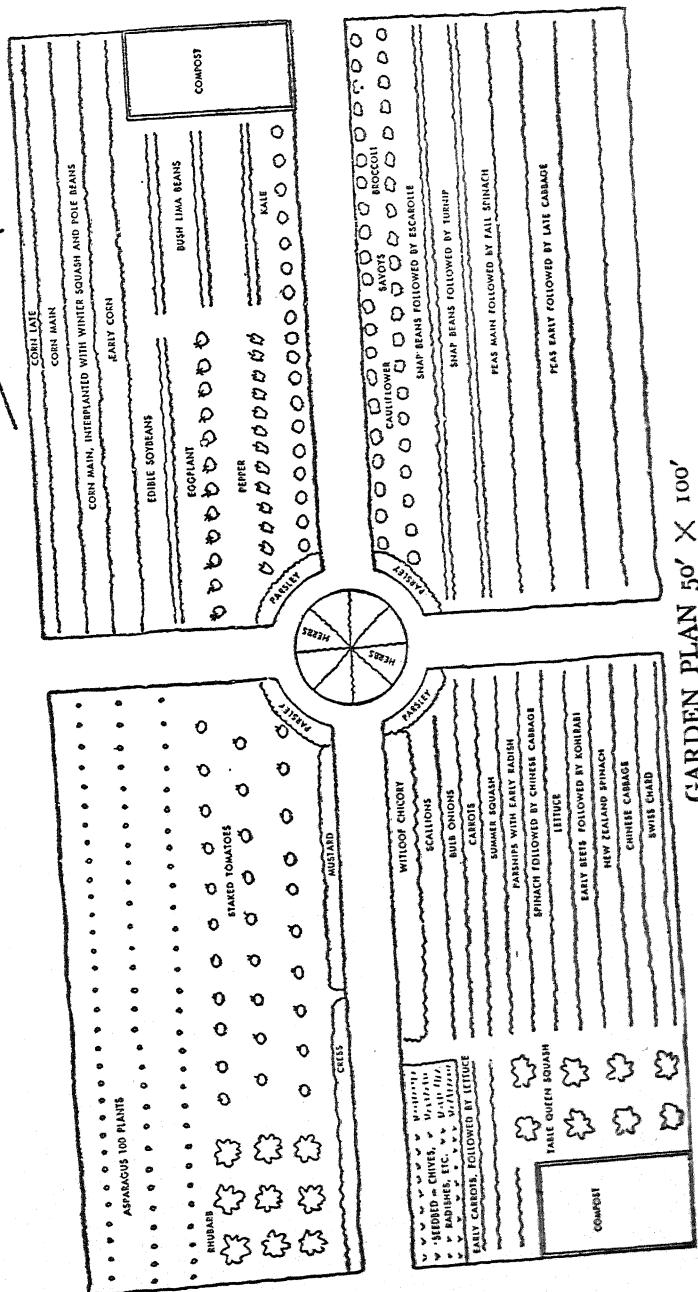 ASPARAGUS 100 PLANTS
RHUBARB
STAKED TOMATOES
CRESS
MUSTARD
PARSLEY
CORN LATE
CORN MAIN
CORN MAIN, INTERPLANTED WITH WINTER SQUASH AND POLE BEANS
EARLY CORN
COMPOST
EDIBLE SOYBEANS
BUSH LIMA BEANS
EGGPLANT
PEPPER
KALE
PARSLEY
HERBS
HERBS
SEEDBED - CHIVES,
RADISHES, ETC.
EARLY CARROTS, FOLLOWED BY LETTUCE
TABLE QUEEN SQUASH
COMPOST
PARSLEY
WITLOOF CHICORY
SCALLIONS
BULB ONIONS
CARROTS
SUMMER SQUASH
PARSNIPS WITH EARLY RADISH
SPINACH FOLLOWED BY CHINESE CABBAGE
LETTUCE
EARLY BEETS FOLLOWED BY KOHLRABI
NEW ZEALAND SPINACH
CHINESE CABBAGE
SWISS CHARD
PARSLEY
CAULIFLOWER
SAVOYS
BROCCOLI
SNAP BEANS FOLLOWED BY ESCAROLLE
SNAP BEANS FOLLOWED BY TURNIP
PEAS MAIN FOLLOWED BY FALL SPINACH
PEAS EARLY FOLLOWED BY LATE CABBAGE
GARDEN PLAN 50' X 100'